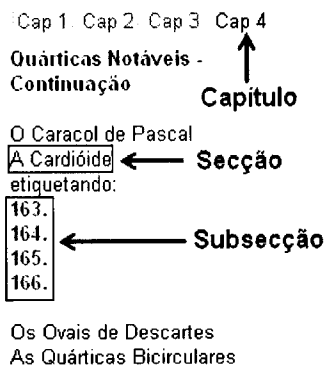 Cap 1 Cap 2 Cap 3 Cap 4
Quárticas Notáveis -
Continuação
Capítulo
O Caracol de Pascal
A Cardióide
Secção
etiquetando:
163.
164.
Subsecção
165.
166.
Os Ovais de Descartes
As Quárticas Bicirculares